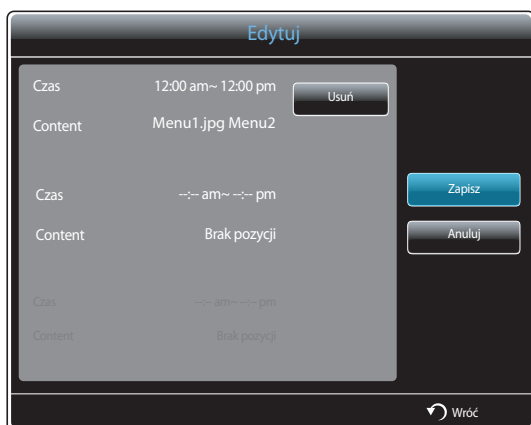 Edytuj
Czas 12:00 am~ 12:00 pm Usuń
Content Menu1.jpg Menu2
Czas --:-- am~ --:-- pm Zapisz
Content Brak pozycji Anuluj
Czas --:-- am~ --:-- pm
Content Brak pozycji
Wróć